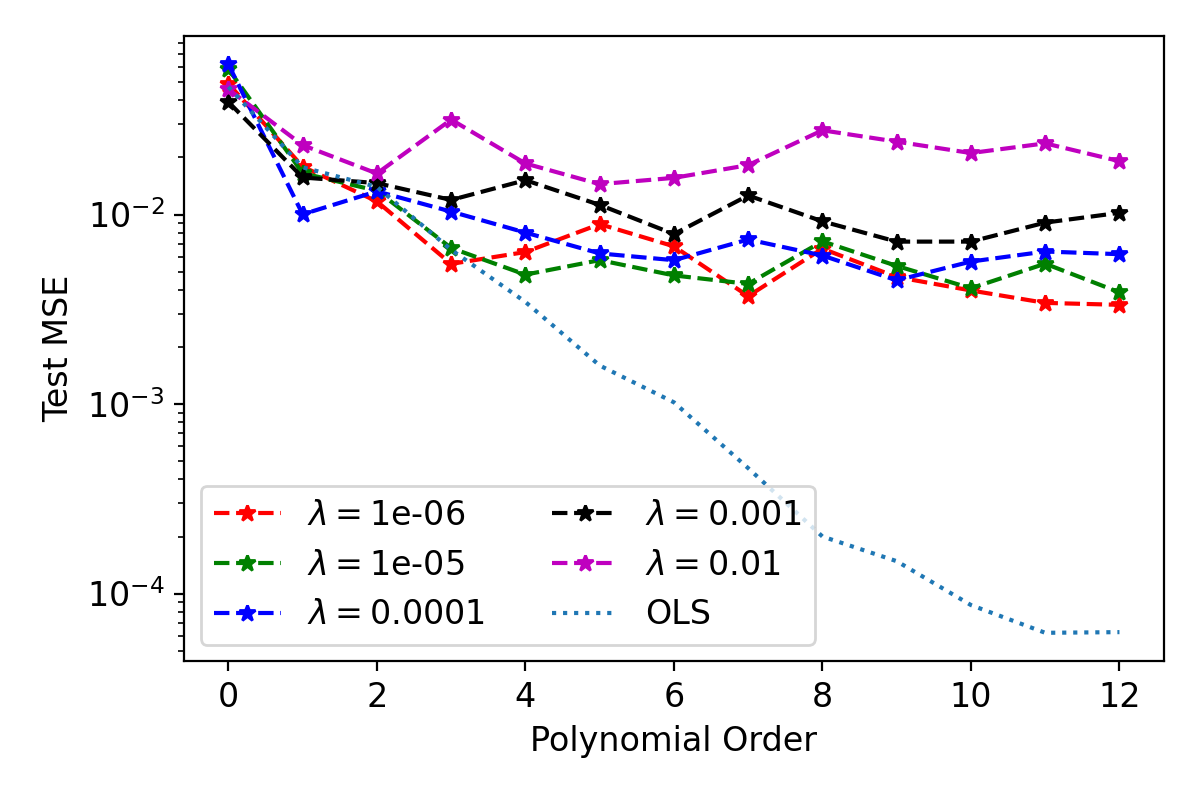 10⁻²
10⁻³
10⁻⁴
Test MSE
λ = 1e-06
λ = 1e-05
λ = 0.0001
λ = 0.001
λ = 0.01
OLS
0 2 4 6 8 10 12
Polynomial Order